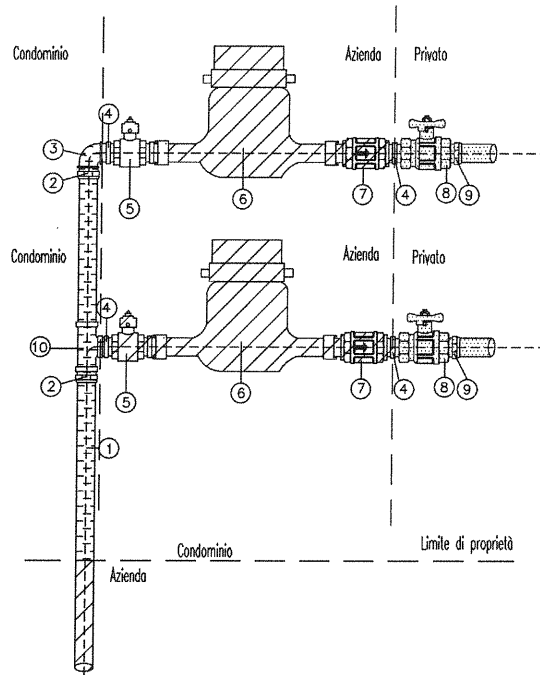 Condominio
Azienda
Privato
4
3
2
5
6
7
4
8
9
Condominio
Azienda
Privato
4
10
2
5
6
7
4
8
9
1
Condominio
Limite di proprietà
Azienda